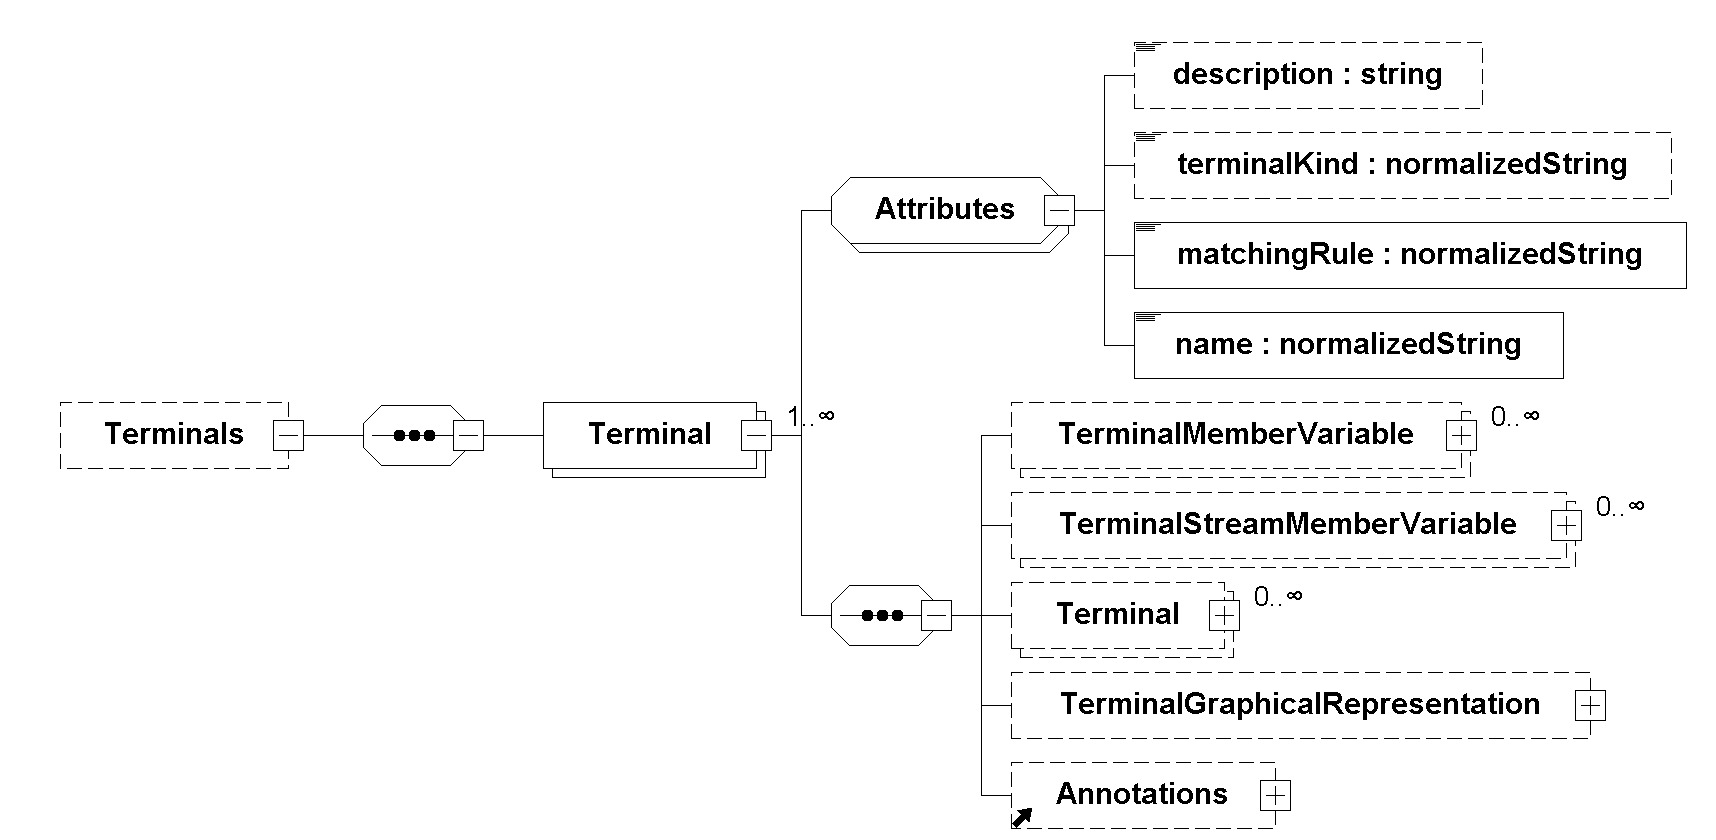 description : string
terminalKind : normalizedString
Attributes
matchingRule : normalizedString
name : normalizedString
Terminals
Terminal
1..∞
TerminalMemberVariable
0..∞
TerminalStreamMemberVariable
0..∞
Terminal
0..∞
TerminalGraphicalRepresentation
Annotations